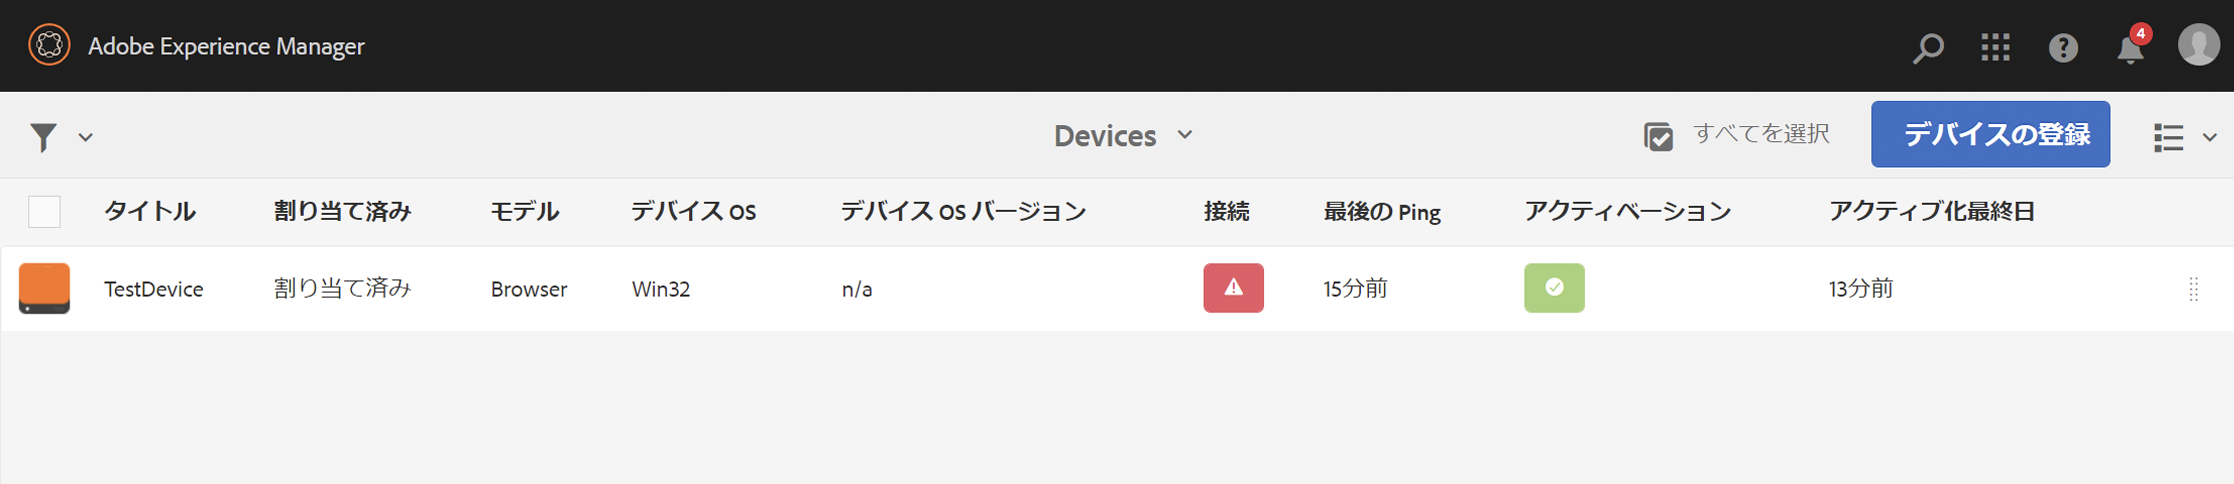 Adobe Experience Manager
4
Devices
すべてを選択
デバイスの登録
タイトル 割り当て済み モデル デバイス OS デバイス OS バージョン 接続 最後の Ping アクティベーション アクティブ化最終日
TestDevice 割り当て済み Browser Win32 n/a 15分前 13分前